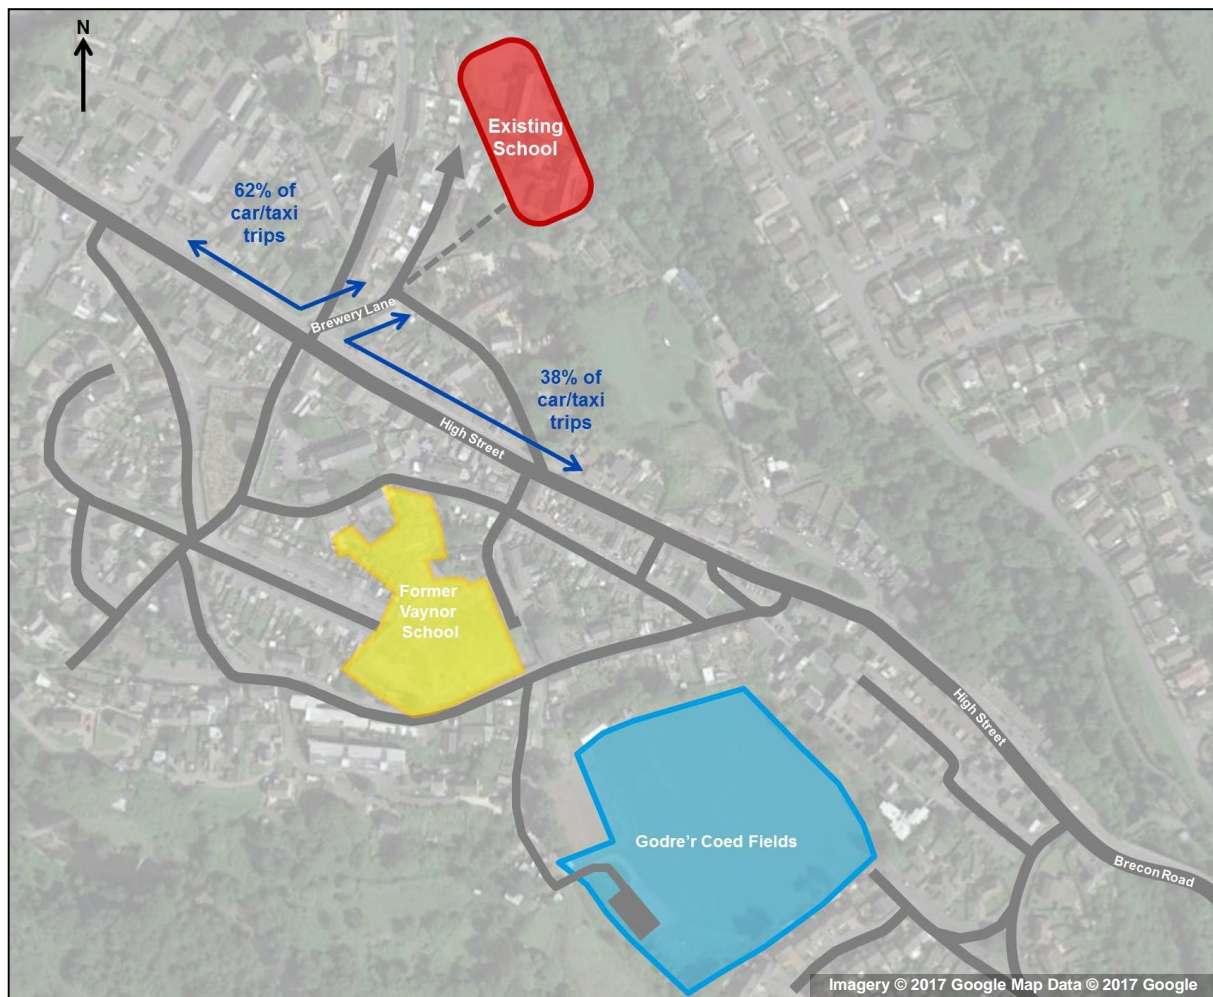 N
Existing
School
62% of
car/taxi
trips
Brewery Lane
38% of
car/taxi
trips
High Street
Former
Vaynor
School
High Street
Godre'r Coed Fields
Brecon Road
Imagery © 2017 Google Map Data © 2017 Google